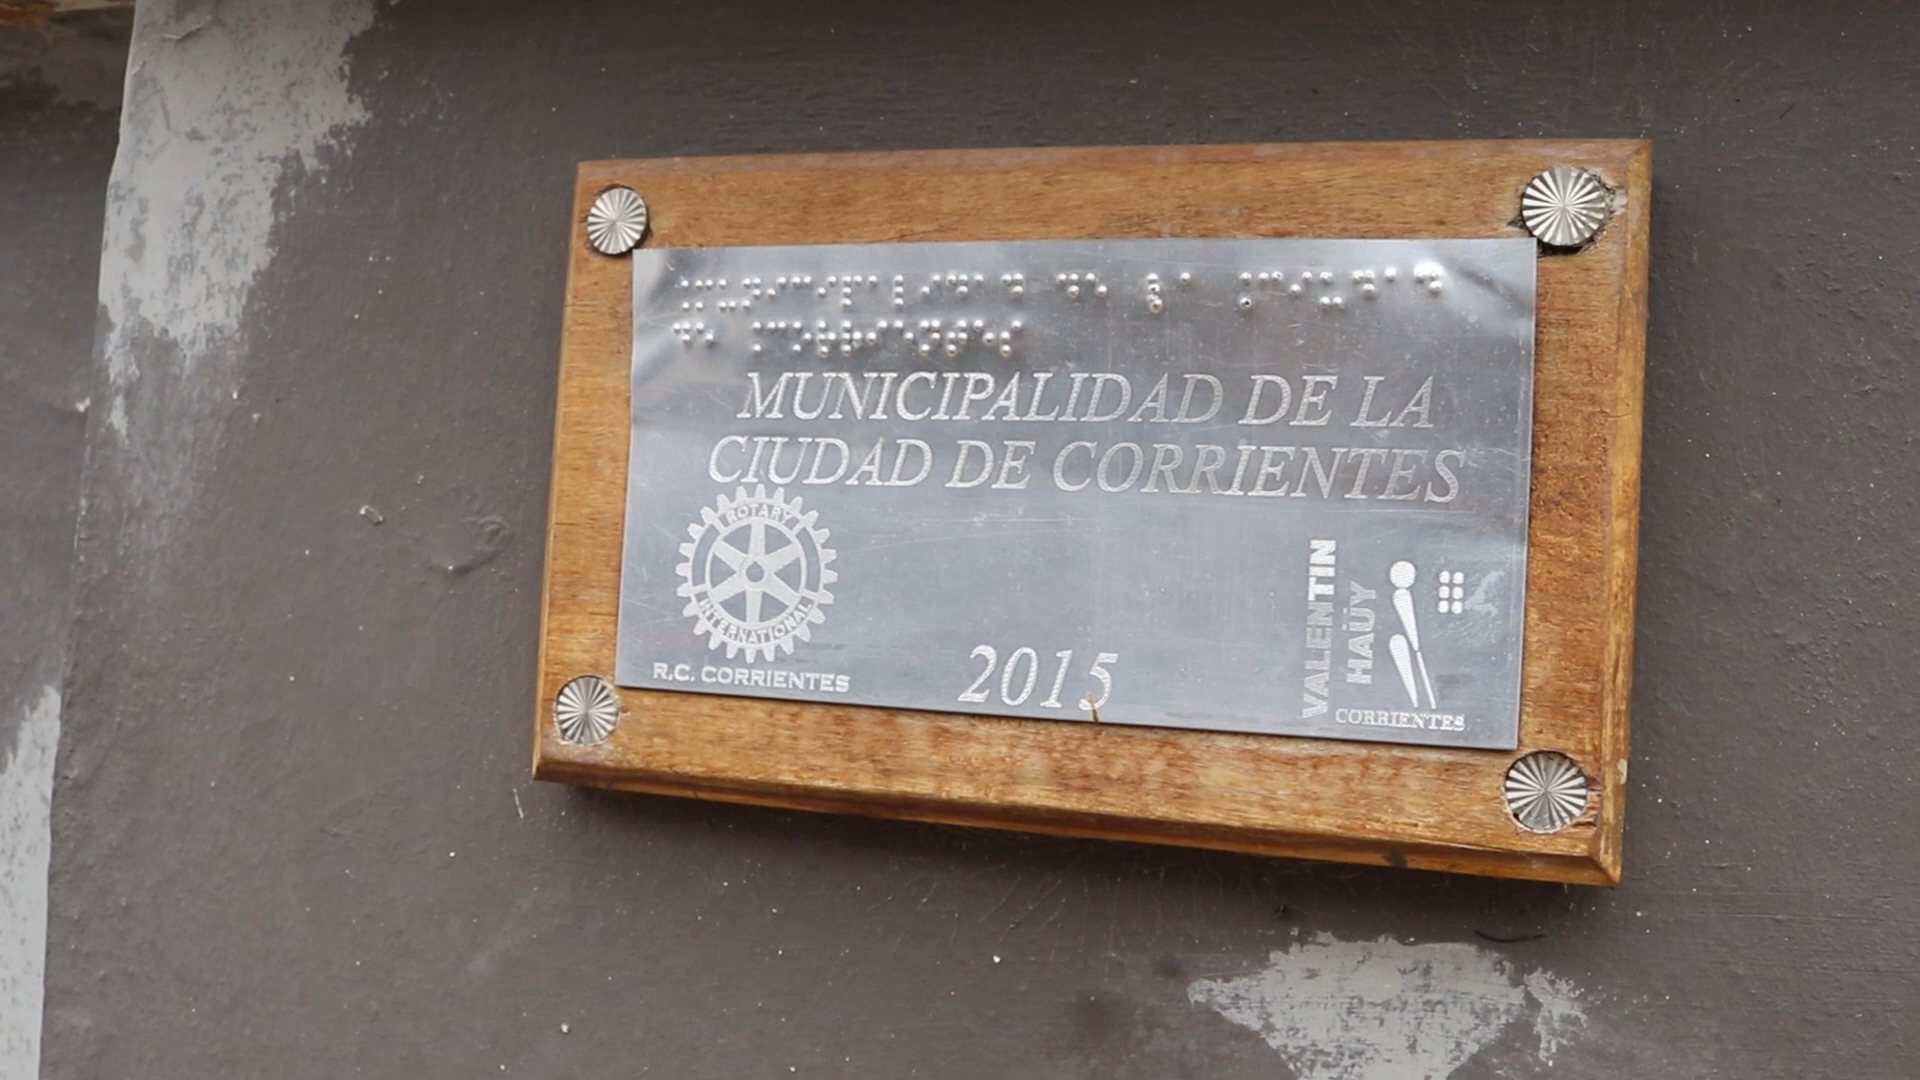 MUNICIPALIDAD DE LA
CIUDAD DE CORRIENTES
ROTARY
INTERNATIONAL
R.C. CORRIENTES
2015
VALENTIN
HAÜY
CORRIENTES